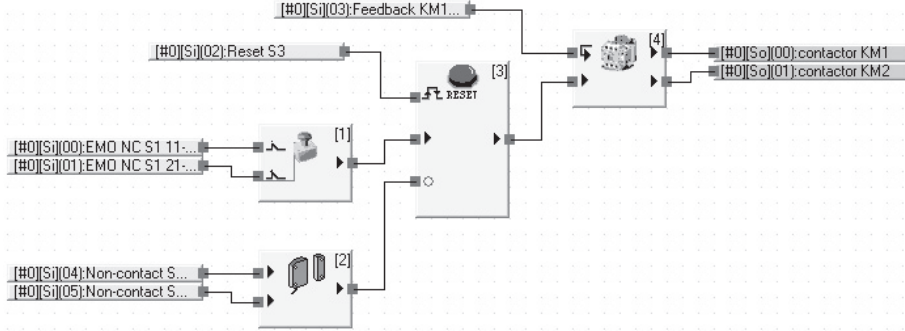 [#0][Si](03):Feedback KM1...
[4]
[#0][So](00):contactor KM1
[#0][So](01):contactor KM2
[#0][Si](02):Reset S3
[3]
RESET
[1]
[#0][Si](00):EMO NC S1 11-...
[#0][Si](01):EMO NC S1 21-...
[2]
[#0][Si](04):Non-contact S...
[#0][Si](05):Non-contact S...